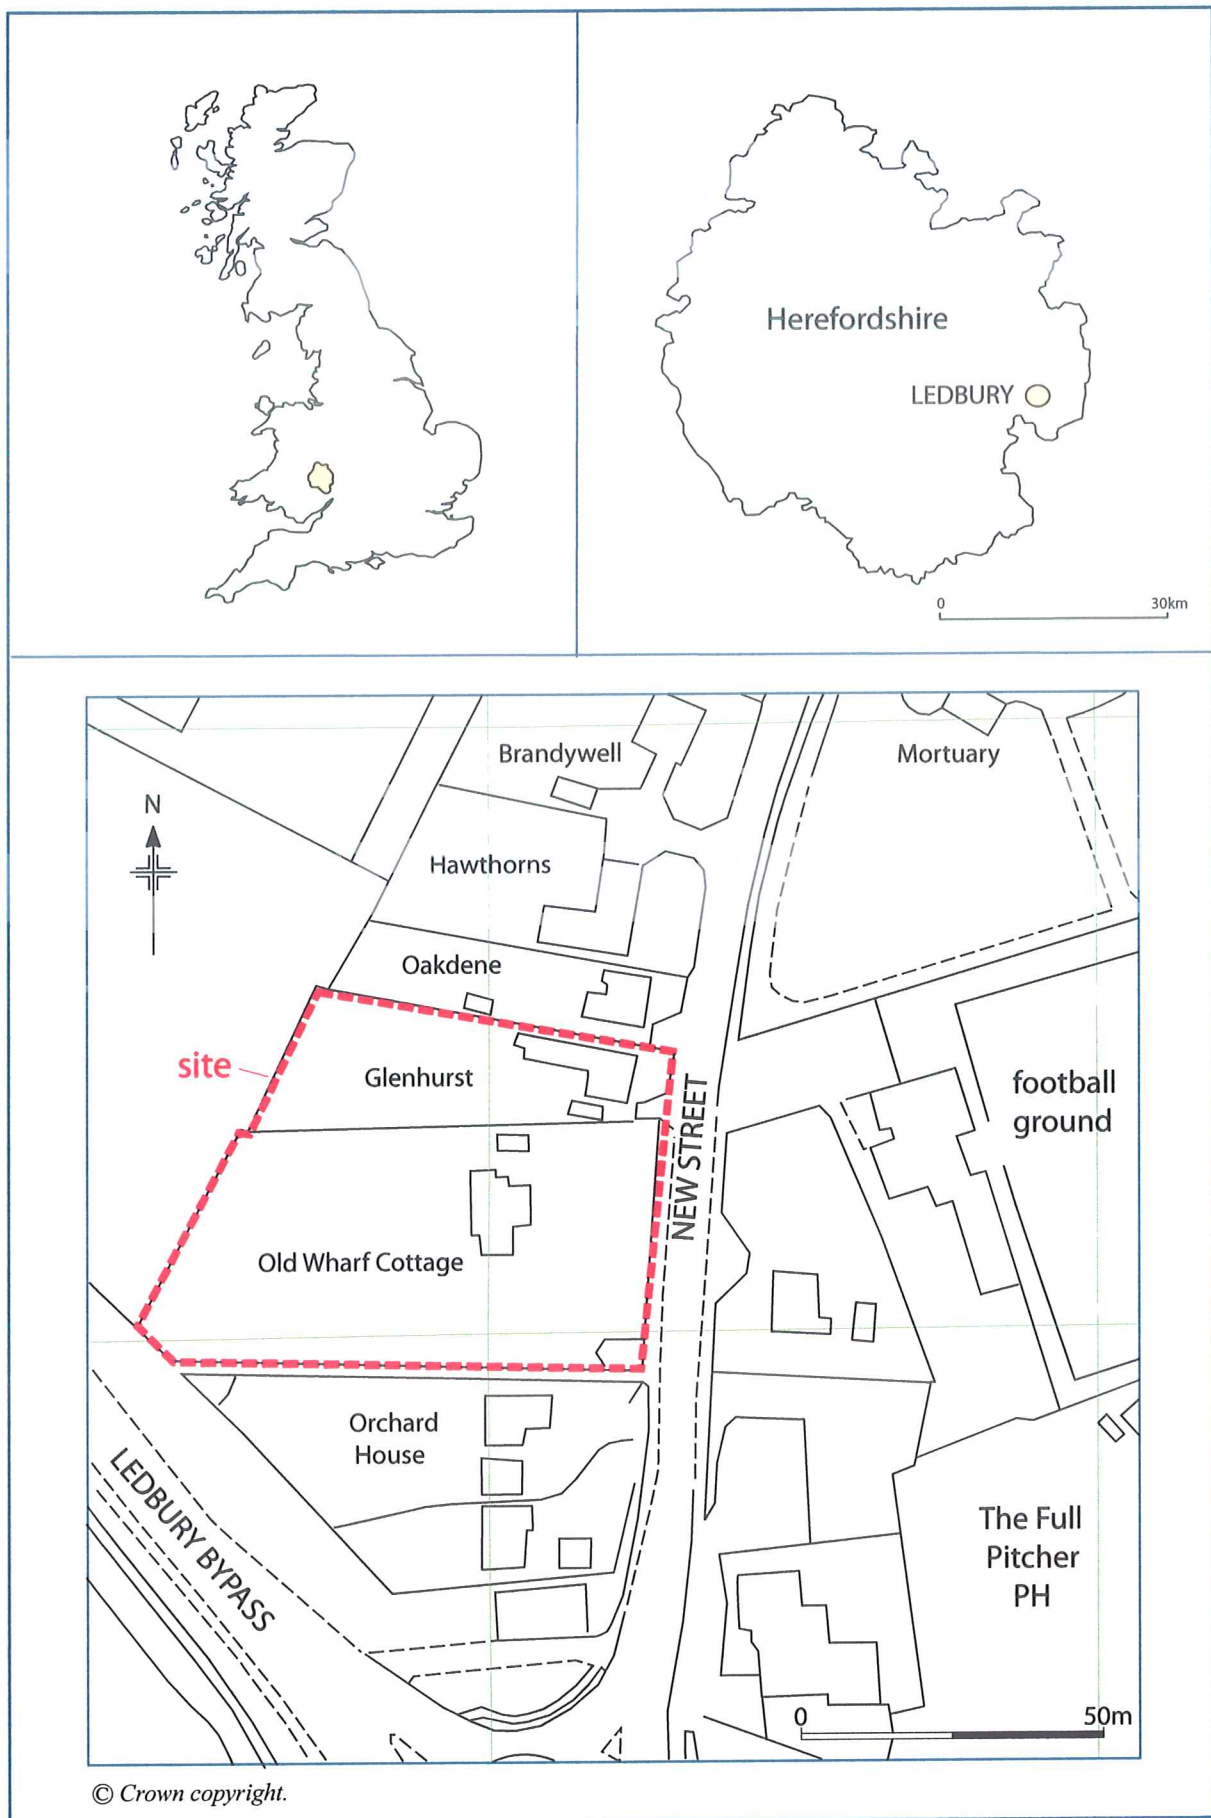 Herefordshire
LEDBURY
0 30km
Brandywell
Mortuary
N
Hawthorns
Oakdene
site
Glenhurst
football
ground
NEW STREET
Old Wharf Cottage
Orchard
House
LEDBURY BYPASS
The Full
Pitcher
PH
0 50m
© Crown copyright.